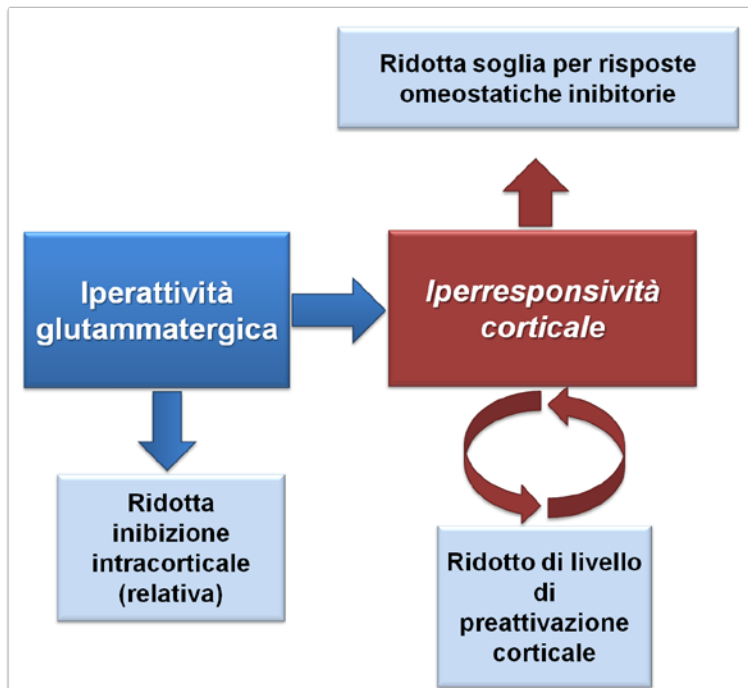 Ridotta soglia per risposte
omeostatiche inibitorie
Iperattività
glutammatergica
Iperresponsività
corticale
Ridotta
inibizione
intracorticale
(relativa)
Ridotto di livello
di
preattivazione
corticale